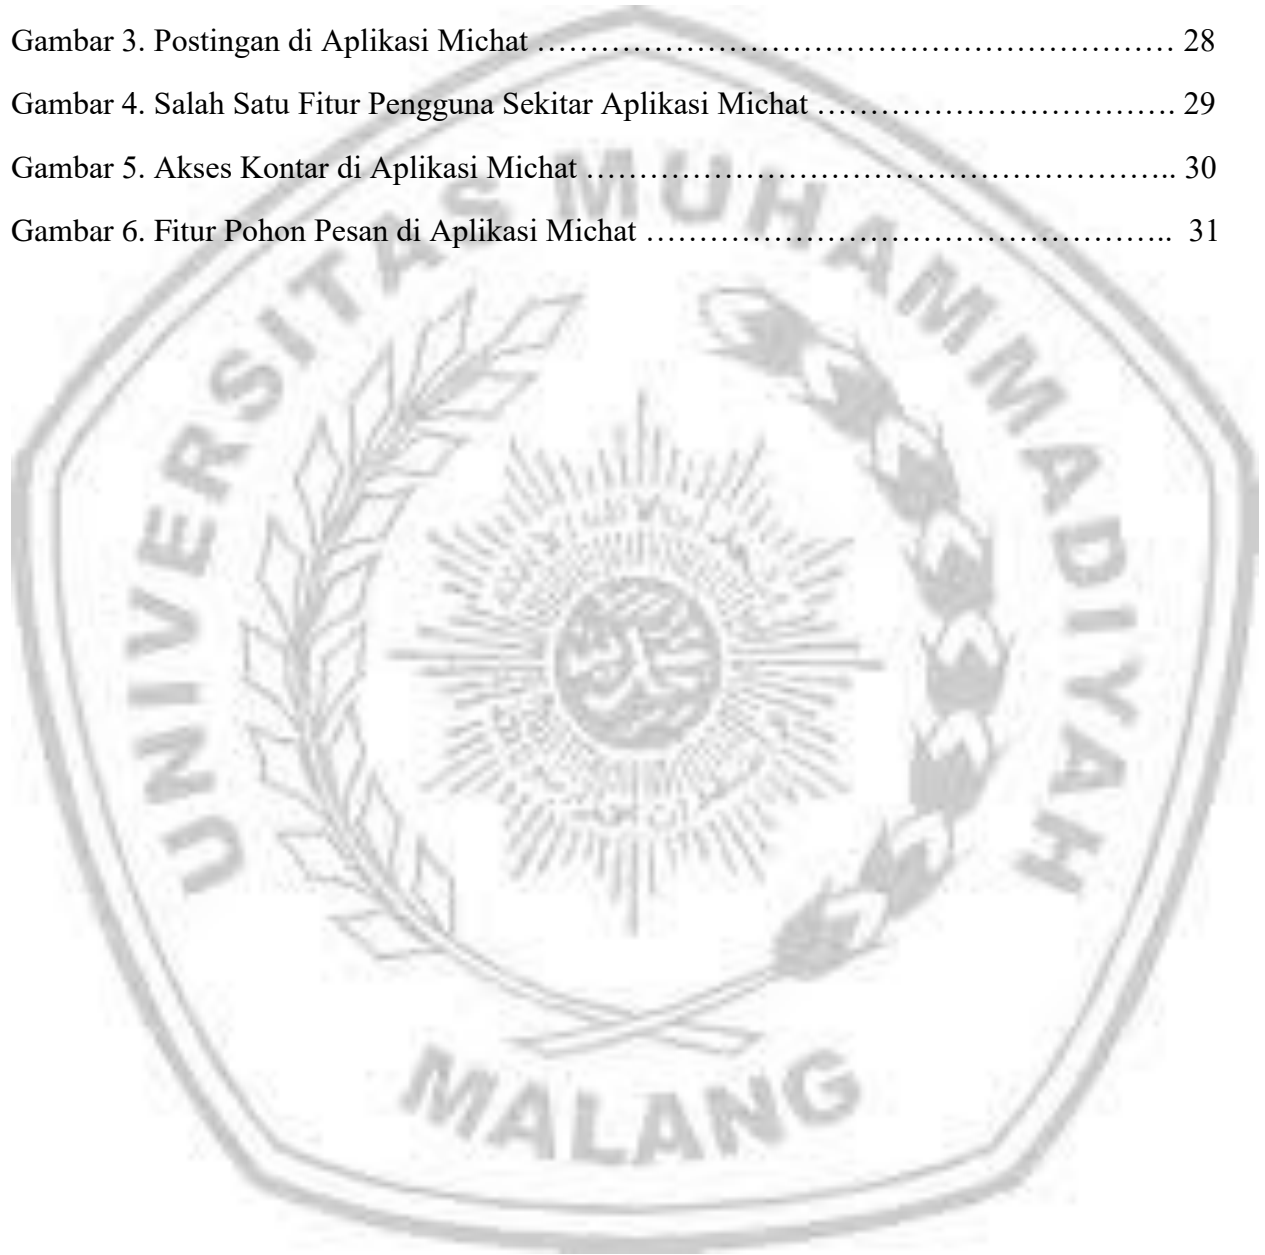 Gambar 3. Postingan di Aplikasi Michat …………………………………………………… 28
Gambar 4. Salah Satu Fitur Pengguna Sekitar Aplikasi Michat ……………………………. 29
Gambar 5. Akses Kontar di Aplikasi Michat ……………………………………………….. 30
Gambar 6. Fitur Pohon Pesan di Aplikasi Michat ………………………………………….. 31
UNIVERSITAS MUHAMMADIYAH
MALANG